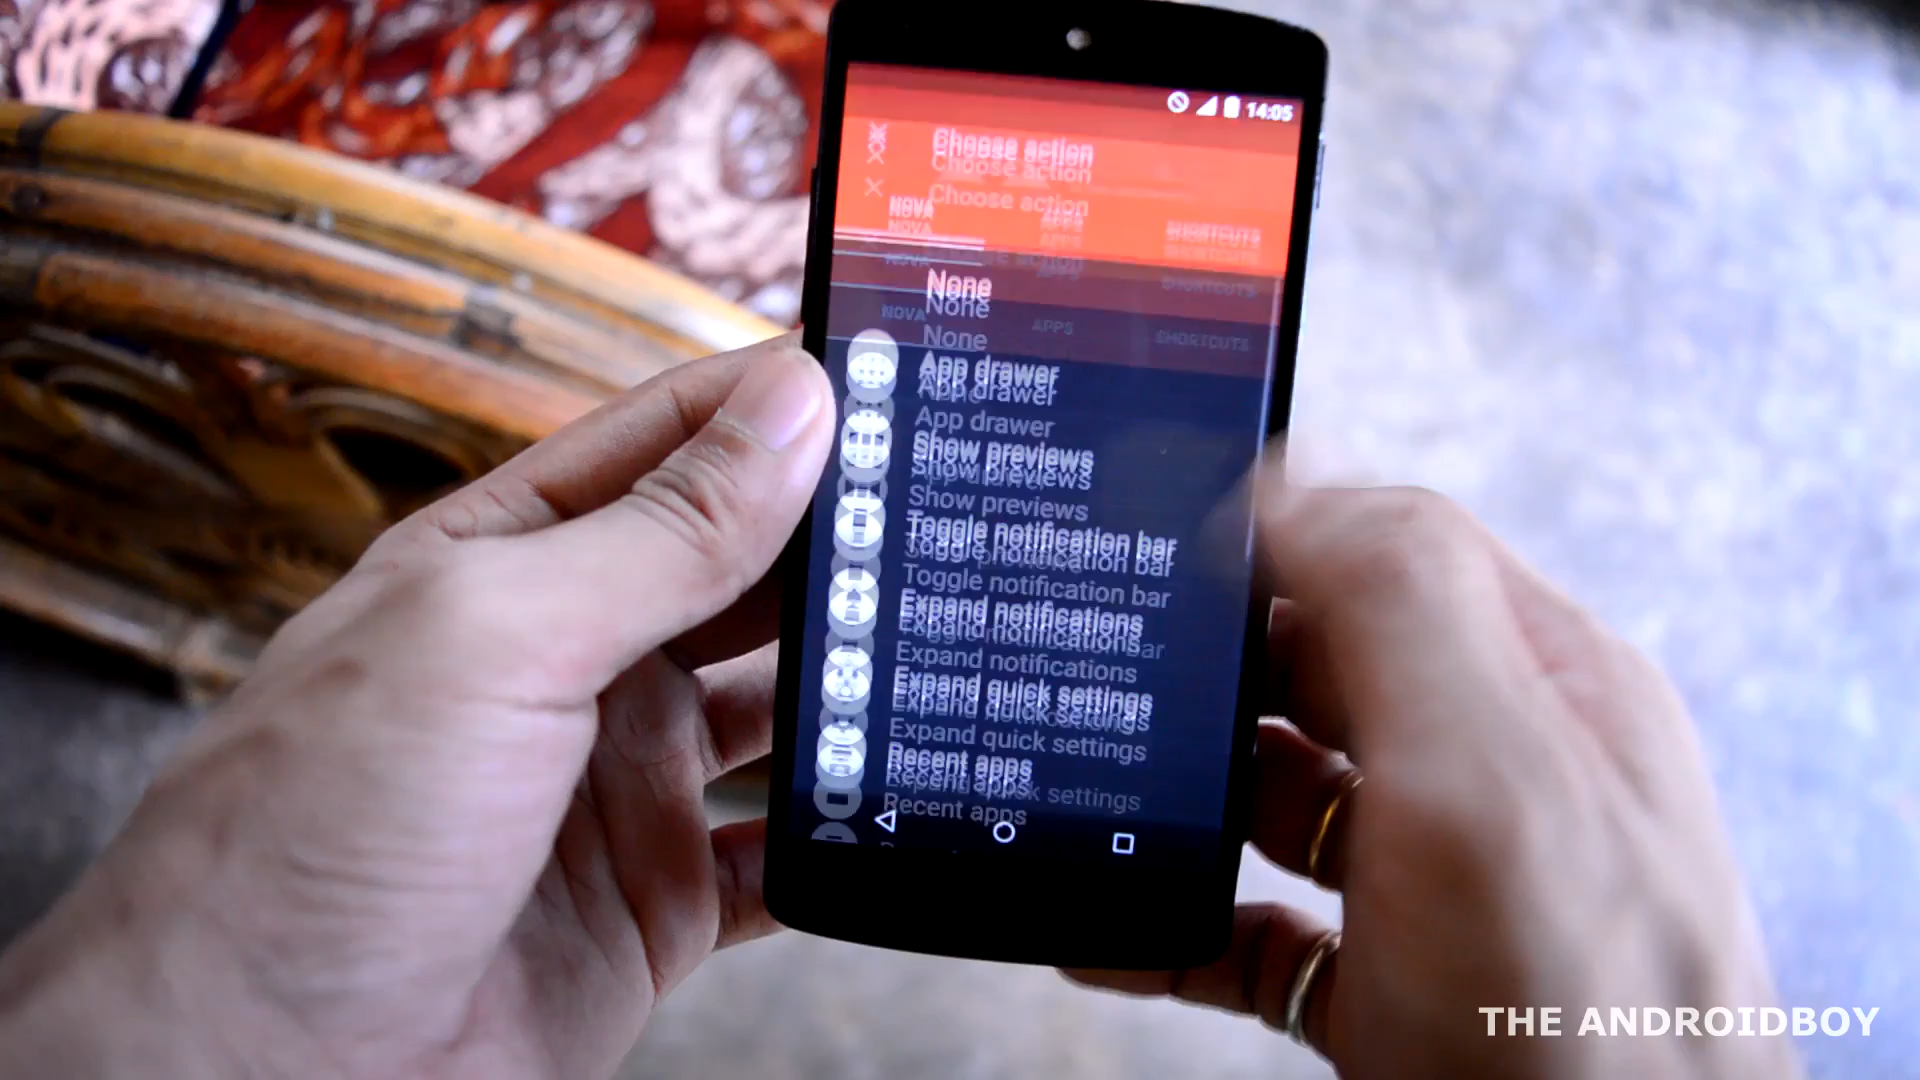 14:05
Choose action
NOVA APPS SHORTCUTS
None
App drawer
Show previews
Toggle notification bar
Expand notifications
Expand quick settings
Recent apps
THE ANDROIDBOY